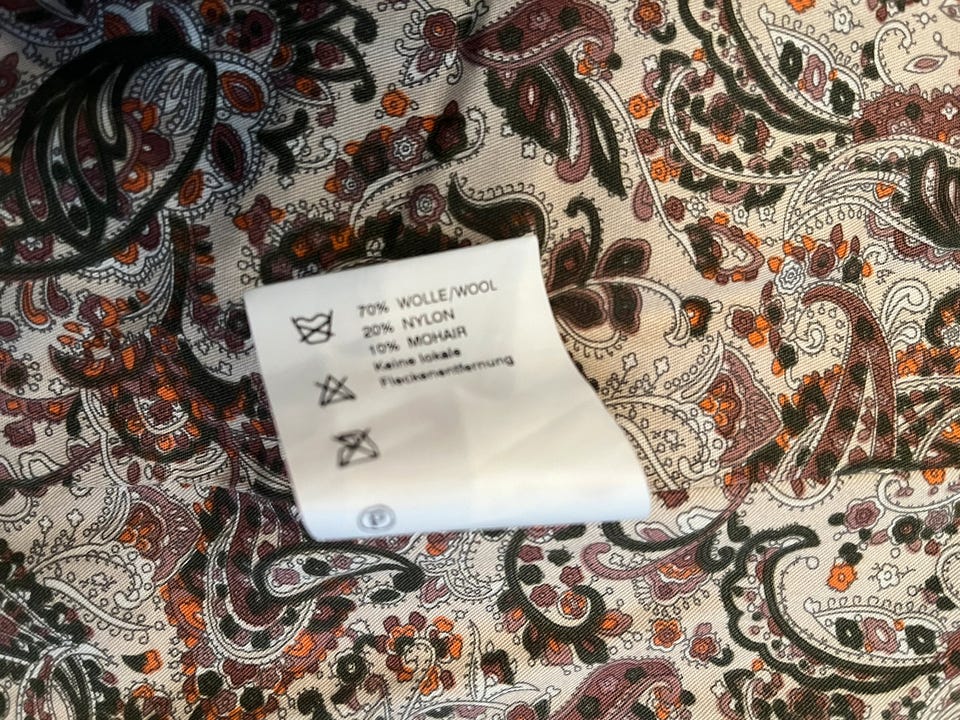 70% WOLLE/WOOL
20% NYLON
10% MOHAIR
Keine lokale
Fleckenentfernung
P